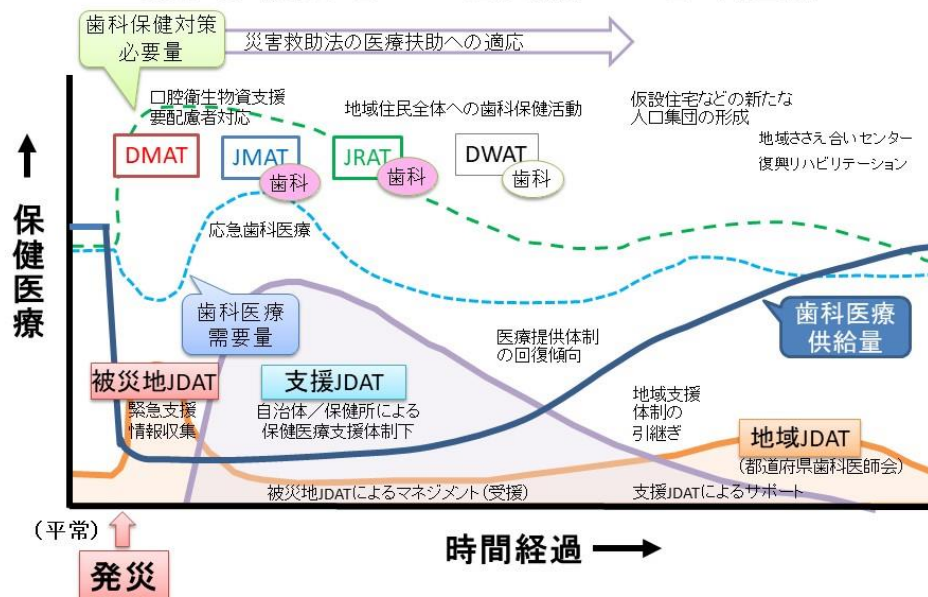 歯科保健対策
必要量
災害救助法の医療扶助への適応
口腔衛生物資支援
要配慮者対応
地域住民全体への歯科保健活動
仮設住宅などの新たな
人口集団の形成
地域ささえ合いセンター
復興リハビリテーション
DMAT
JMAT
歯科
JRAT
歯科
DWAT
歯科
↑
保健医療
応急歯科医療
歯科医療
需要量
医療提供体制
の回復傾向
歯科医療
供給量
被災地JDAT
緊急支援
情報収集
支援JDAT
自治体／保健所による
保健医療支援体制下
地域支援
体制の
引継ぎ
地域JDAT
(都道府県歯科医師会)
被災地JDATによるマネジメント(受援)
支援JDATによるサポート
(平常)
発災
時間経過 →